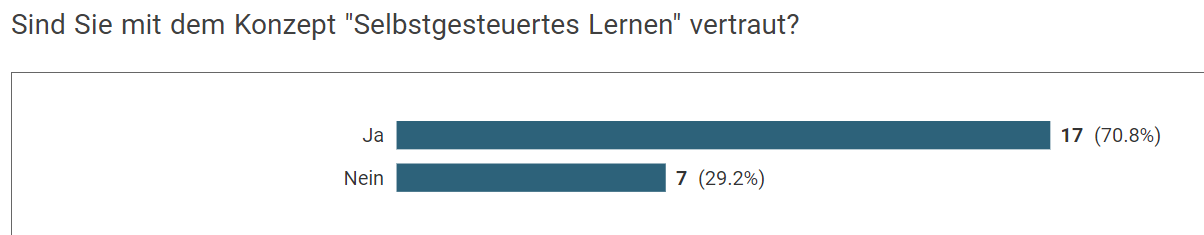 Sind Sie mit dem Konzept "Selbstgesteuertes Lernen" vertraut?
Ja 17 (70.8%)
Nein 7 (29.2%)